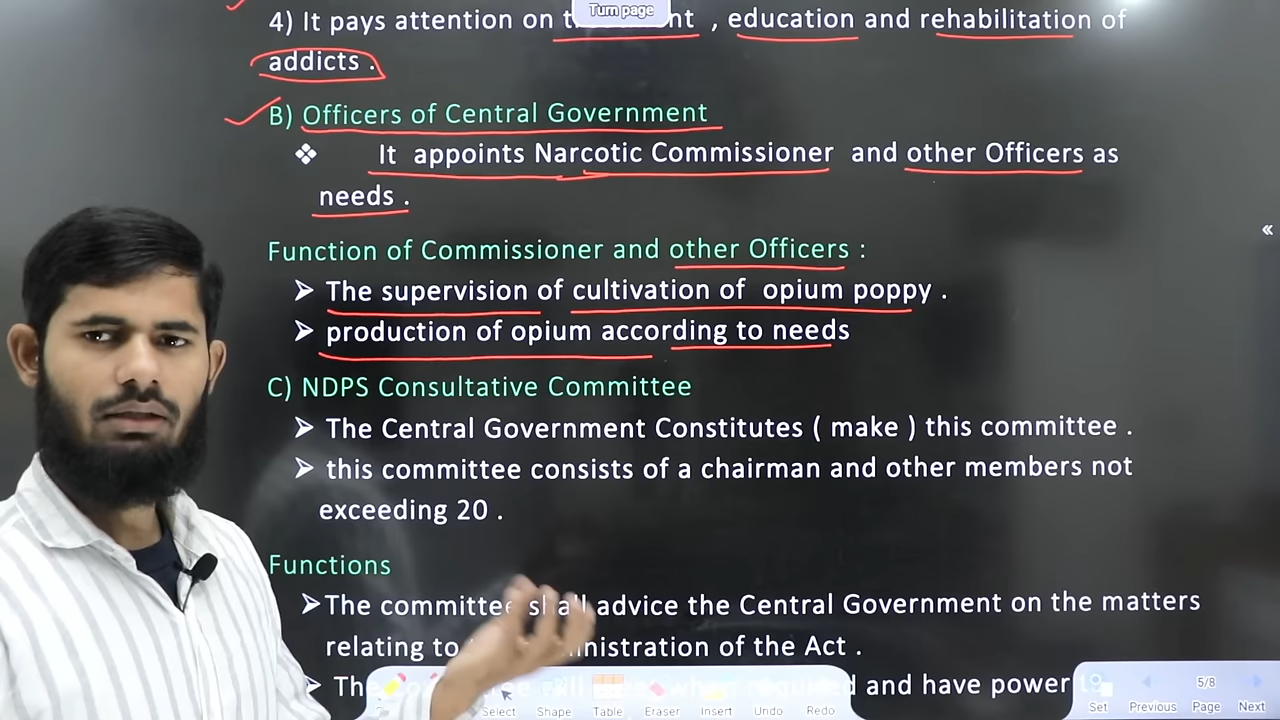 Turn page
4) It pays attention on , education and rehabilitation of
addicts .
B) Officers of Central Government
❖ It appoints Narcotic Commissioner and other Officers as
needs .
Function of Commissioner and other Officers :
➤ The supervision of cultivation of opium poppy .
➤ production of opium according to needs
C) NDPS Consultative Committee
➤ The Central Government Constitutes ( make ) this committee .
➤ this committee consists of a chairman and other members not
exceeding 20 .
Functions
➤ The committee shall advice the Central Government on the matters
relating to of the Act .
➤ and have power
Select Shape Table Eraser Insert Undo Redo
5/8
Set Previous Page Next